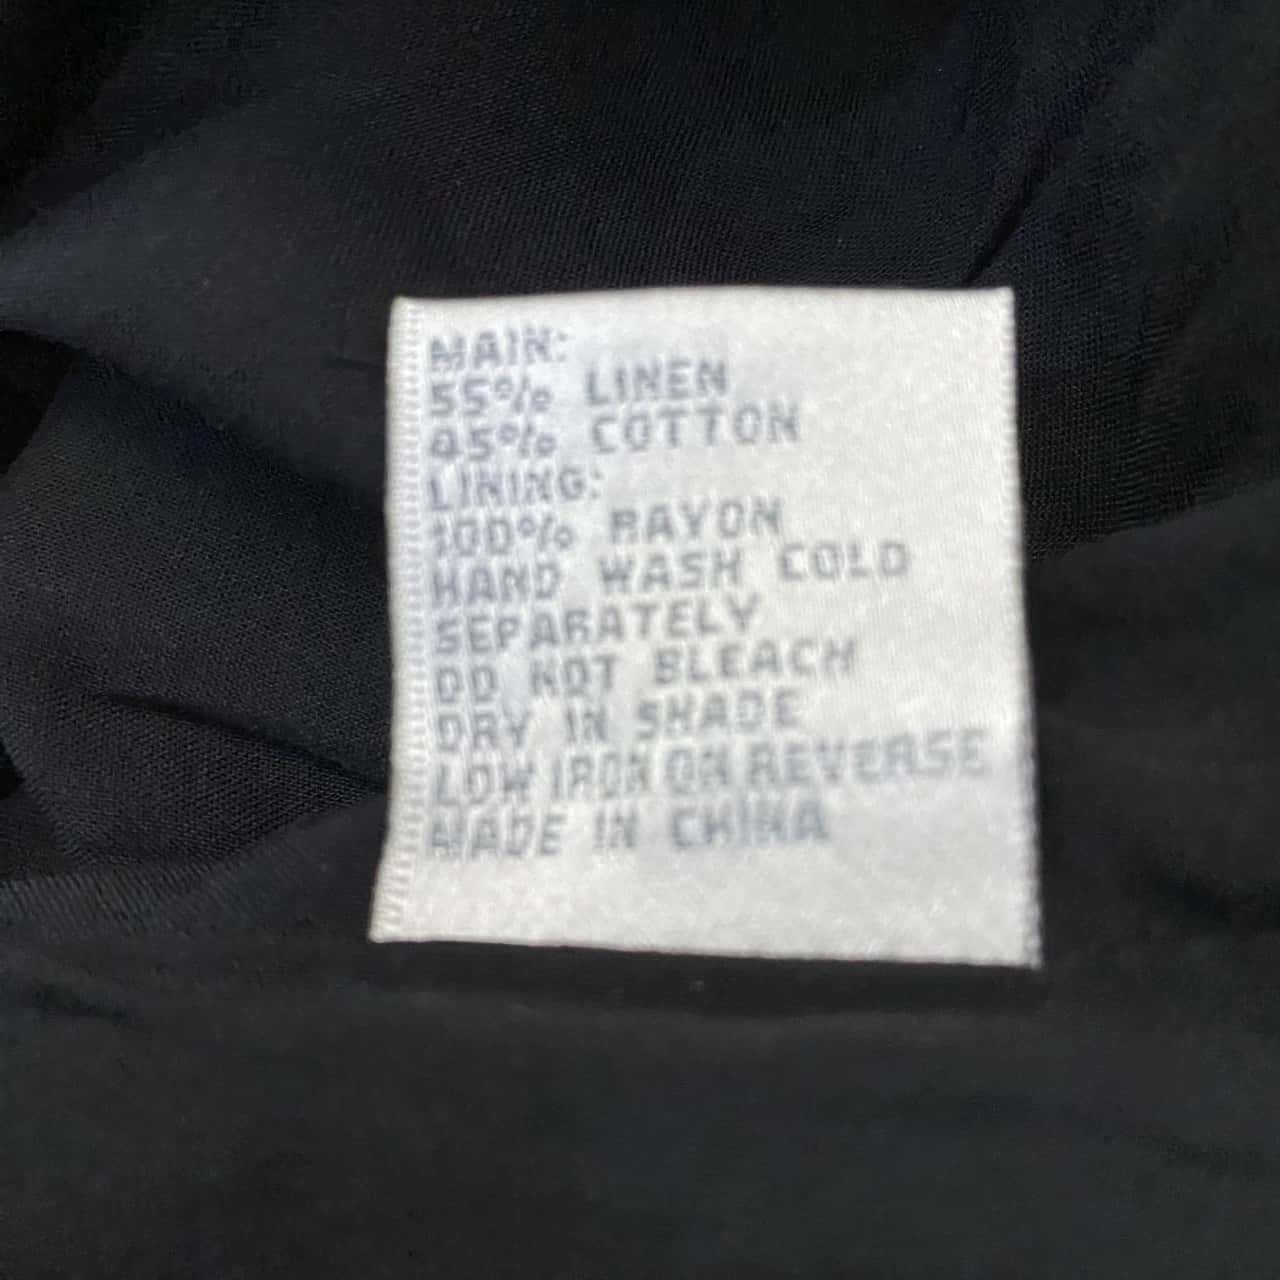 MAIN:
55% LINEN
45% COTTON
LINING:
100% RAYON
HAND WASH COLD
SEPARATELY
DO NOT BLEACH
DRY IN SHADE
LOW IRON ON REVERSE
MADE IN CHINA